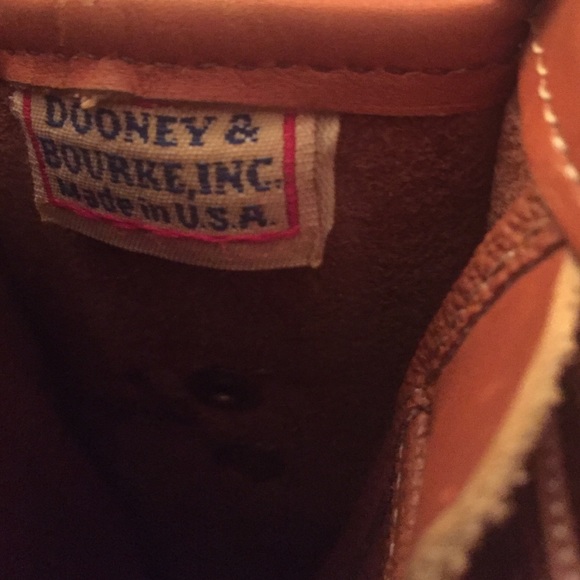 DOONEY &
BOURKE, INC.
Made in U.S.A.